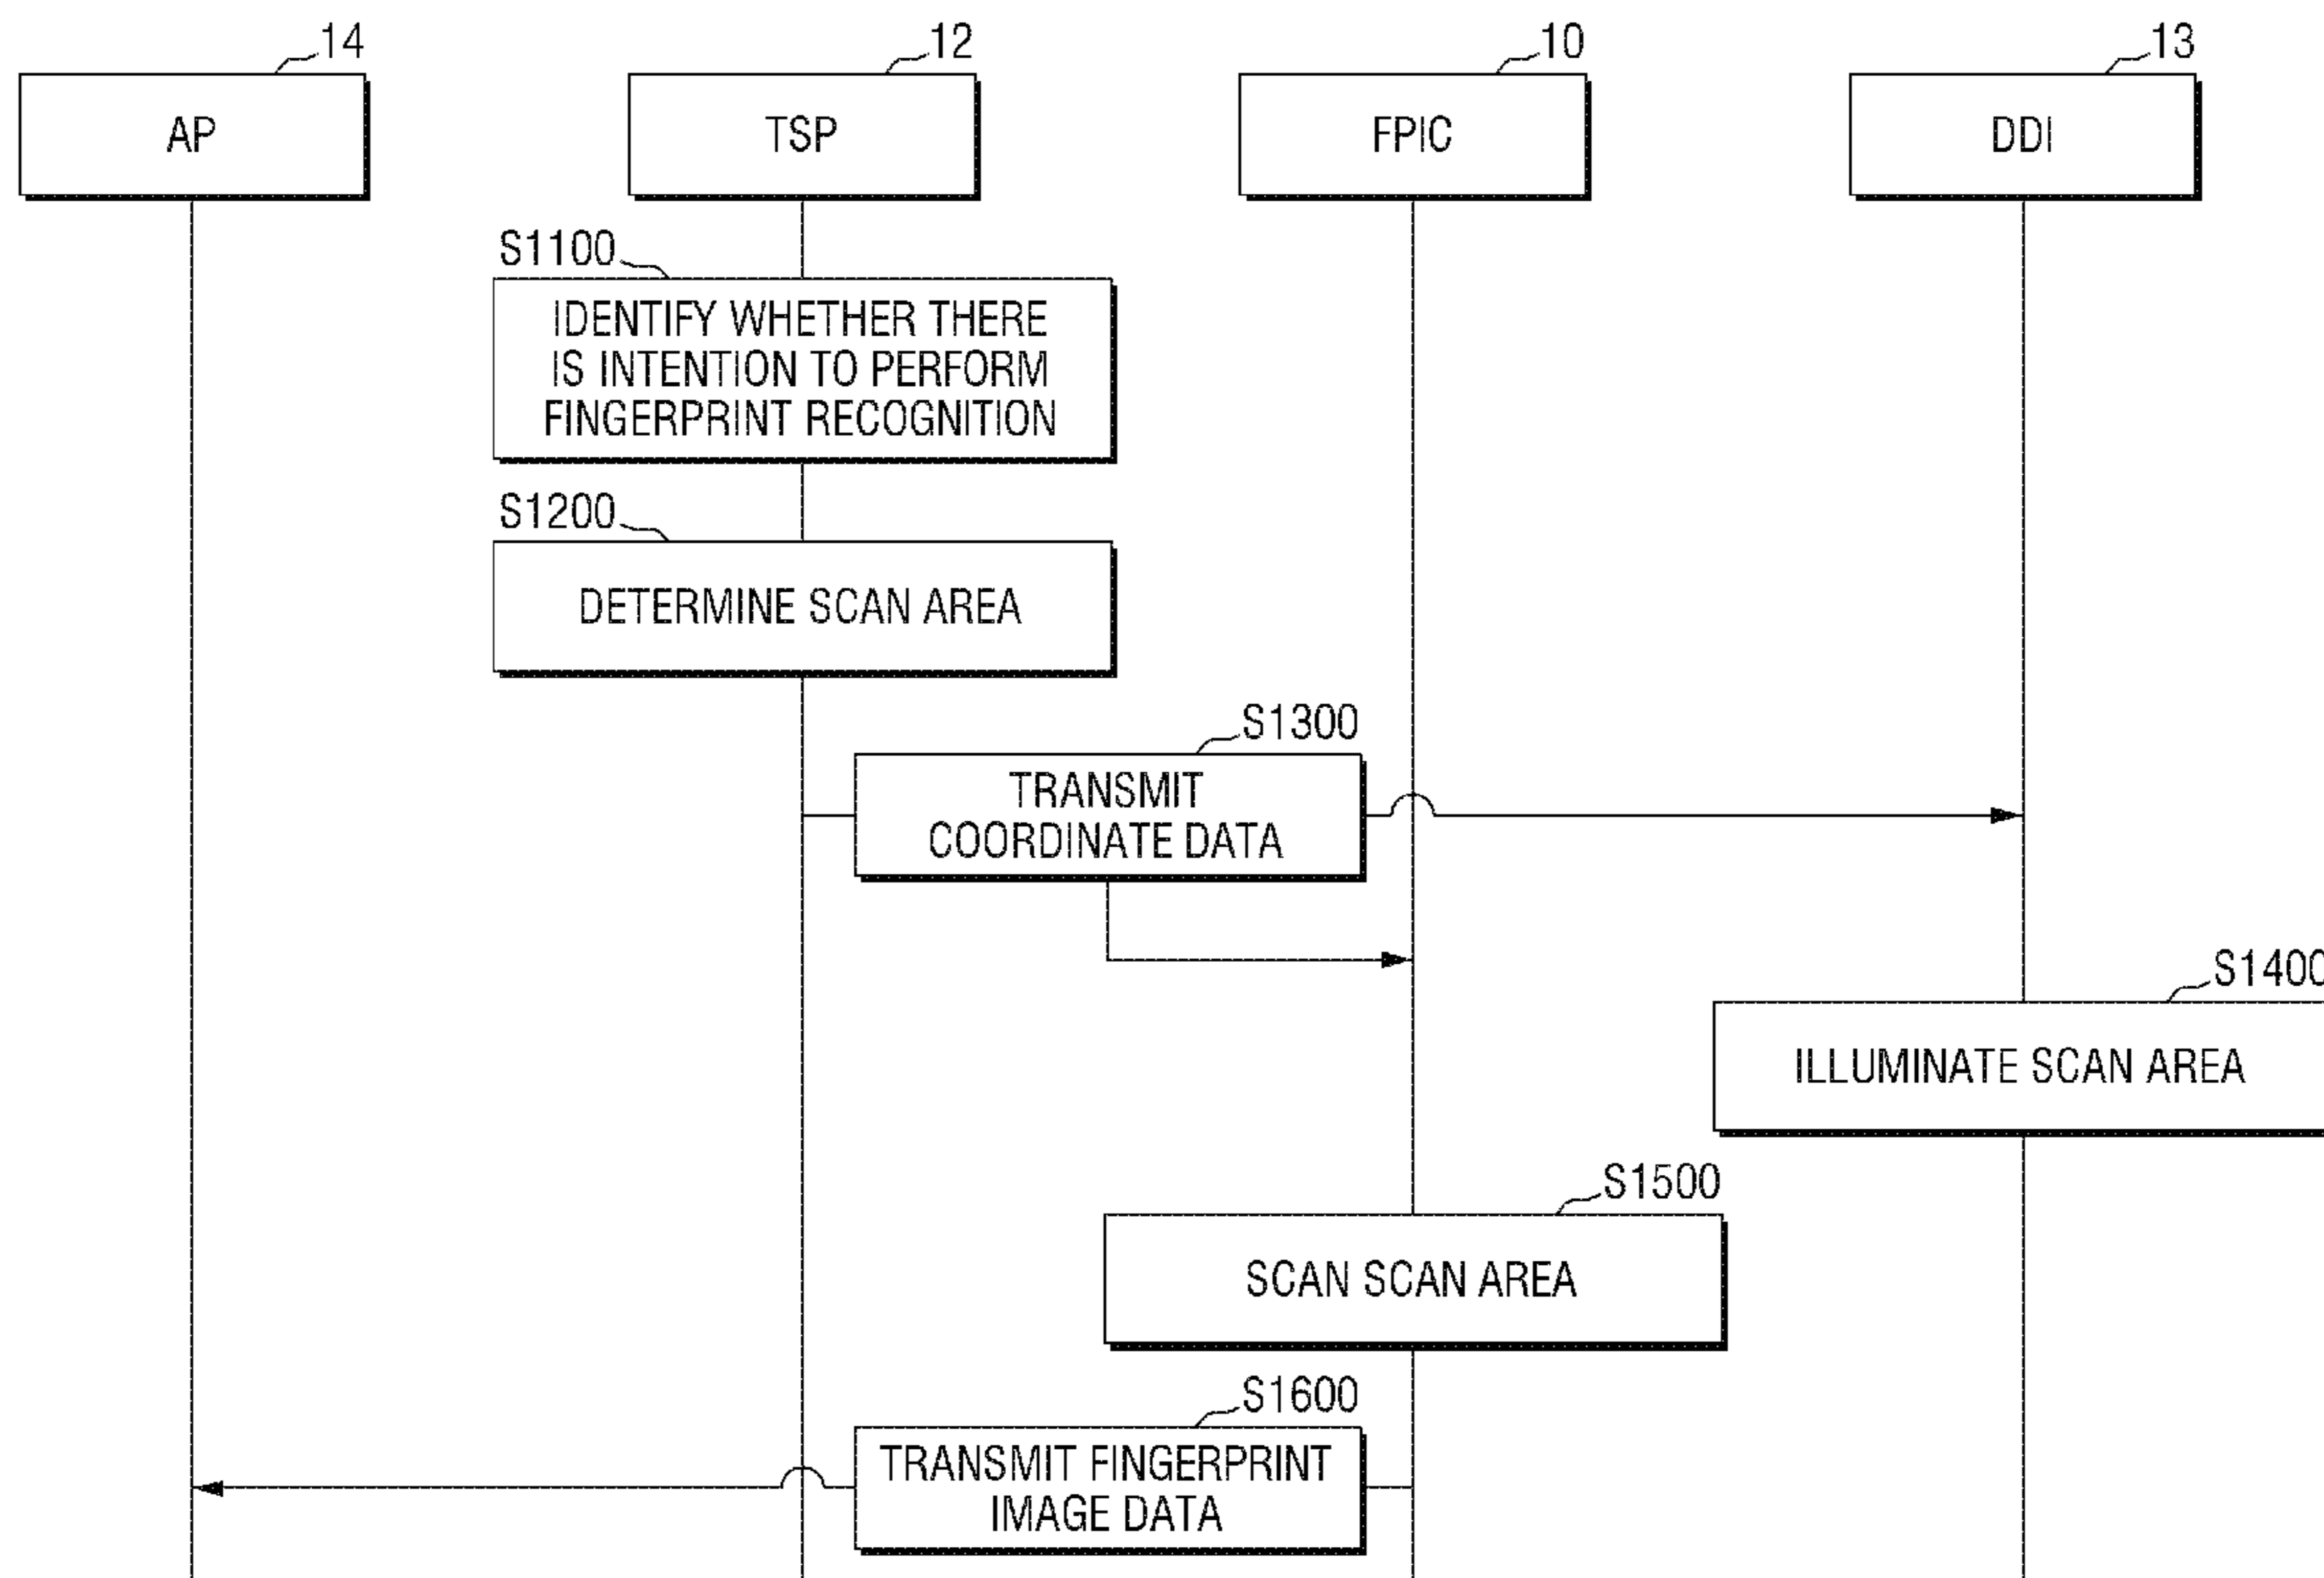 14
12
10
13
AP
TSP
FPIC
DDI
S1100
IDENTIFY WHETHER THERE
IS INTENTION TO PERFORM
FINGERPRINT RECOGNITION
S1200
DETERMINE SCAN AREA
S1300
TRANSMIT
COORDINATE DATA
S1400
ILLUMINATE SCAN AREA
S1500
SCAN SCAN AREA
S1600
TRANSMIT FINGERPRINT
IMAGE DATA